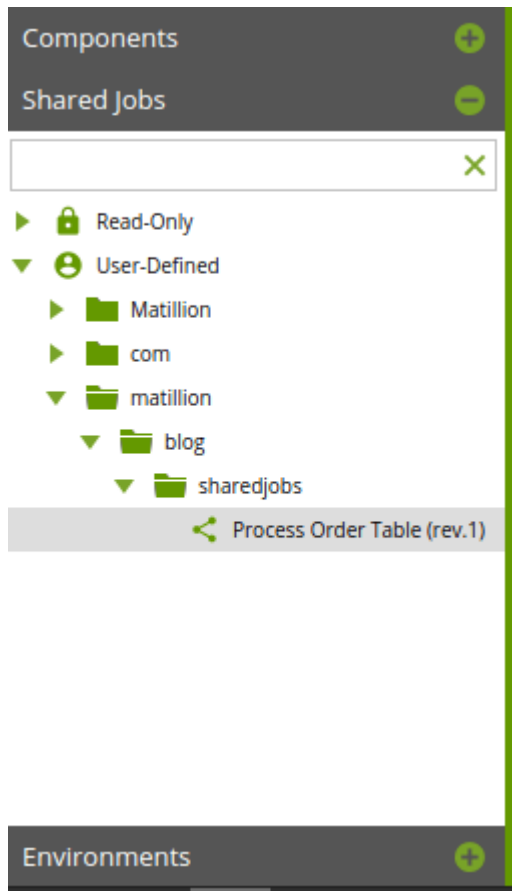 Components
Shared Jobs
Read-Only
User-Defined
Matillion
com
matillion
blog
sharedjobs
Process Order Table (rev.1)
Environments